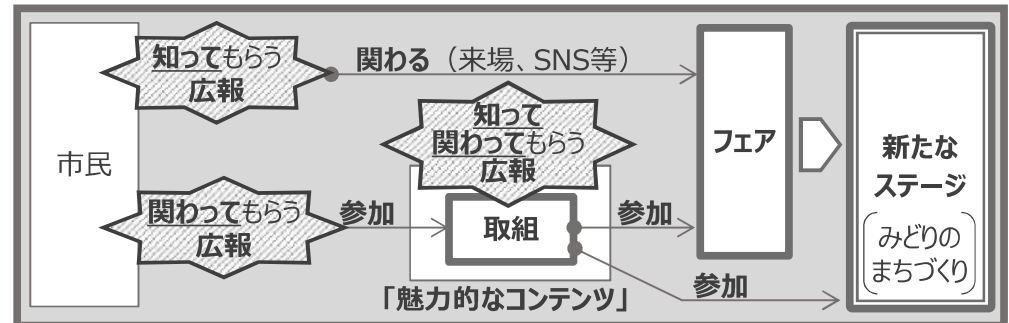 知ってもらう
広報
関わる（来場、SNS等）
知って
関わってもらう
広報
市民
関わってもらう
広報
参加
取組
参加
「魅力的なコンテンツ」
参加
フェア
新たな
ステージ
みどりの
まちづくり